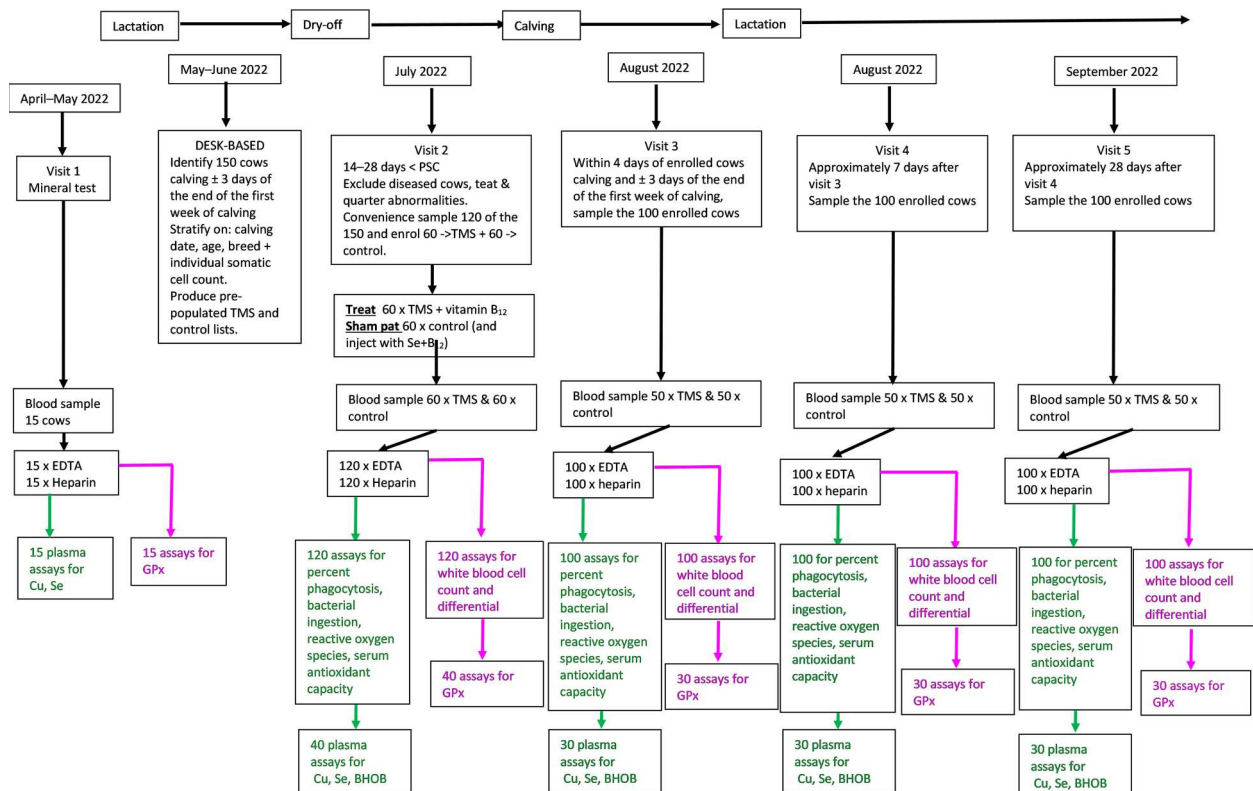 Lactation
Dry-off
Calving
Lactation
April–May 2022
Visit 1
Mineral test
Blood sample
15 cows
15 x EDTA
15 x Heparin
15 plasma
assays for
Cu, Se
15 assays for
GPx
May–June 2022
DESK-BASED
Identify 150 cows
calving ± 3 days of
the end of the first
week of calving
Stratify on: calving
date, age, breed +
individual somatic
cell count.
Produce pre-
populated TMS and
control lists.
July 2022
Visit 2
14–28 days < PSC
Exclude diseased cows, teat &
quarter abnormalities.
Convenience sample 120 of the
150 and enrol 60 ->TMS + 60 ->
control.
Treat 60 x TMS + vitamin B₁₂
Sham pat 60 x control (and
inject with Se+B₁₂)
Blood sample 60 x TMS & 60 x
control
120 x EDTA
120 x Heparin
120 assays for
percent
phagocytosis,
bacterial
ingestion,
reactive oxygen
species, serum
antioxidant
capacity
40 plasma
assays for
Cu, Se, BHOB
120 assays for
white blood cell
count and
differential
40 assays for
GPx
August 2022
Visit 3
Within 4 days of enrolled cows
calving and ± 3 days of the end
of the first week of calving,
sample the 100 enrolled cows
Blood sample 50 x TMS & 50 x
control
100 x EDTA
100 x heparin
100 assays for
percent
phagocytosis,
bacterial
ingestion,
reactive oxygen
species, serum
antioxidant
capacity
30 plasma
assays for
Cu, Se, BHOB
100 assays for
white blood cell
count and
differential
30 assays for
GPx
August 2022
Visit 4
Approximately 7 days after
visit 3
Sample the 100 enrolled cows
Blood sample 50 x TMS & 50 x
control
100 x EDTA
100 x heparin
100 for percent
phagocytosis,
bacterial
ingestion,
reactive oxygen
species, serum
antioxidant
capacity
30 plasma
assays for
Cu, Se, BHOB
100 assays for
white blood cell
count and
differential
30 assays for
GPx
September 2022
Visit 5
Approximately 28 days after
visit 4
Sample the 100 enrolled cows
Blood sample 50 x TMS & 50 x
control
100 x EDTA
100 x heparin
100 for percent
phagocytosis,
bacterial
ingestion,
reactive oxygen
species, serum
antioxidant
capacity
30 plasma
assays for
Cu, Se, BHOB
100 assays for
white blood cell
count and
differential
30 assays for
GPx